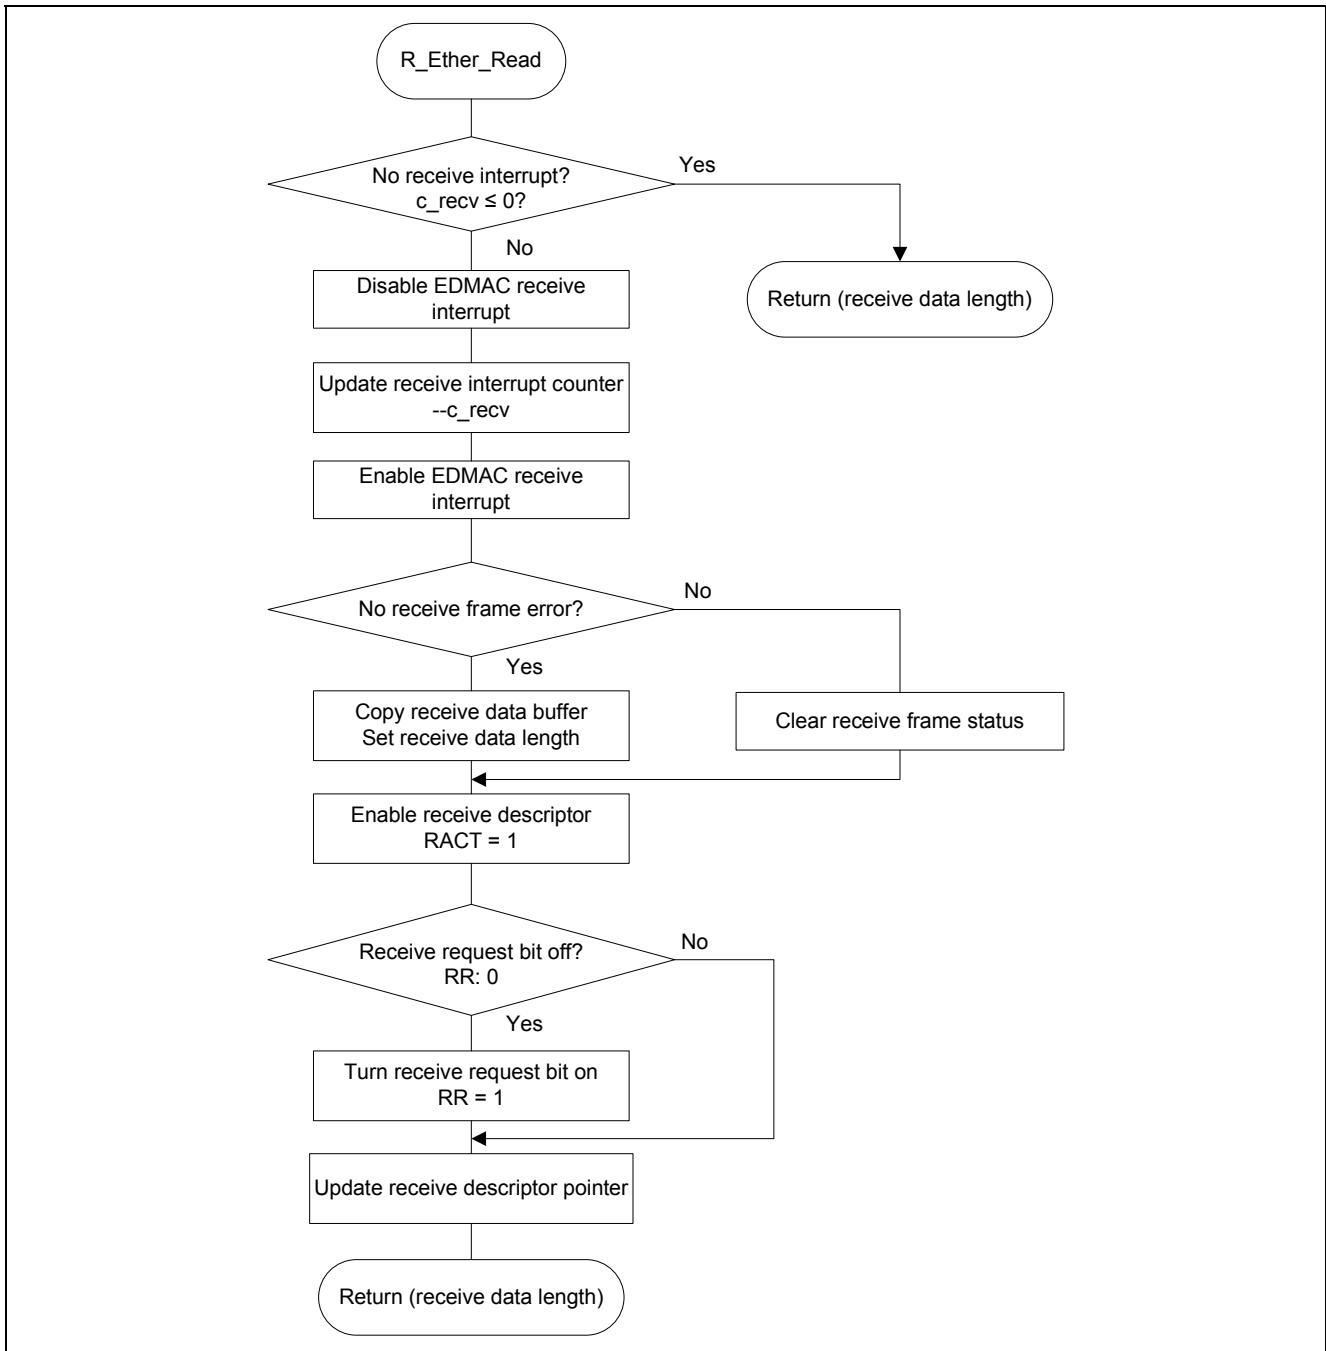 R_Ether_Read
No receive interrupt?
c_recv ≤ 0?
Yes
No
Return (receive data length)
Disable EDMAC receive
interrupt
Update receive interrupt counter
--c_recv
Enable EDMAC receive
interrupt
No receive frame error?
No
Yes
Copy receive data buffer
Set receive data length
Clear receive frame status
Enable receive descriptor
RACT = 1
Receive request bit off?
RR: 0
No
Yes
Turn receive request bit on
RR = 1
Update receive descriptor pointer
Return (receive data length)